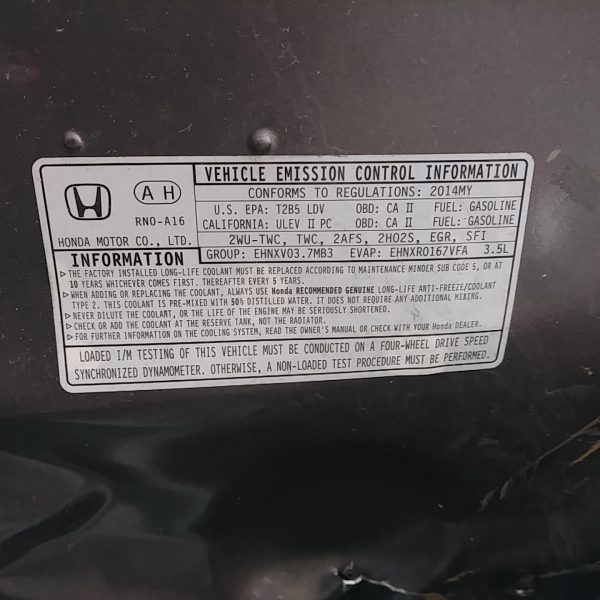 VEHICLE EMISSION CONTROL INFORMATION
CONFORMS TO REGULATIONS: 2014MY
A H
RN0-A16
HONDA MOTOR CO., LTD.
U.S. EPA: T2B5 LDV OBD: CA II FUEL: GASOLINE
CALIFORNIA: ULEV II PC OBD: CA II FUEL: GASOLINE
2WU-TWC, TWC, 2AFS, 2HO2S, EGR, SFI
GROUP: EHNXV03.7MB3 EVAP: EHNXR0167VFA 3.5L
INFORMATION
▷ THE FACTORY INSTALLED LONG-LIFE COOLANT MUST BE REPLACED ACCORDING TO MAINTENANCE MINDER SUB CODE 5, OR AT
10 YEARS WHICHEVER COMES FIRST. THEREAFTER EVERY 5 YEARS.
▷ WHEN ADDING OR REPLACING THE COOLANT, ALWAYS USE Honda RECOMMENDED GENUINE LONG-LIFE ANTI-FREEZE/COOLANT
TYPE 2. THIS COOLANT IS PRE-MIXED WITH 50% DISTILLED WATER. IT DOES NOT REQUIRE ANY ADDITIONAL MIXING.
▷ NEVER DILUTE THE COOLANT, OR THE LIFE OF THE ENGINE MAY BE SERIOUSLY SHORTENED.
▷ CHECK OR ADD THE COOLANT AT THE RESERVE TANK, NOT THE RADIATOR.
▷ FOR FURTHER INFORMATION ON THE COOLING SYSTEM, READ THE OWNER'S MANUAL OR CHECK WITH YOUR Honda DEALER.
LOADED I/M TESTING OF THIS VEHICLE MUST BE CONDUCTED ON A FOUR-WHEEL DRIVE SPEED
SYNCHRONIZED DYNAMOMETER. OTHERWISE, A NON-LOADED TEST PROCEDURE MUST BE PERFORMED.